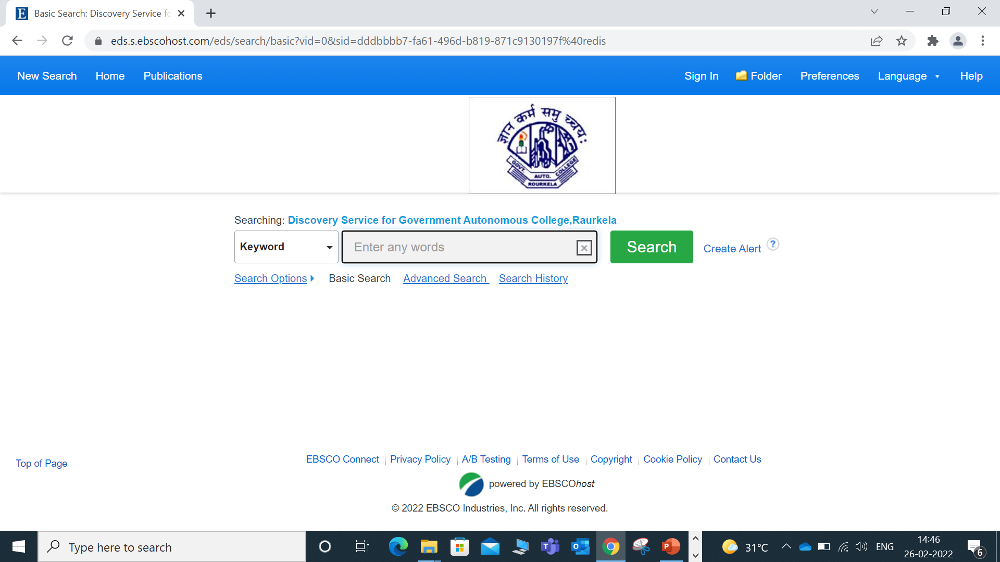 Basic Search: Discovery Service fo
eds.s.ebscohost.com/eds/search/basic?vid=0&sid=dddbbbb7-fa61-496d-b819-871c9130197f%40redis
New Search Home Publications Sign In Folder Preferences Language Help
ज्ञान कर्म समु च्चयः
GOVT. AUTO. COLLEGE
ROURKELA
Searching: Discovery Service for Government Autonomous College,Raurkela
Keyword Enter any words Search Create Alert ?
Search Options Basic Search Advanced Search Search History
Top of Page EBSCO Connect Privacy Policy A/B Testing Terms of Use Copyright Cookie Policy Contact Us
powered by EBSCOhost
© 2022 EBSCO Industries, Inc. All rights reserved.
Type here to search 31°C ENG 14:46
26-02-2022 6